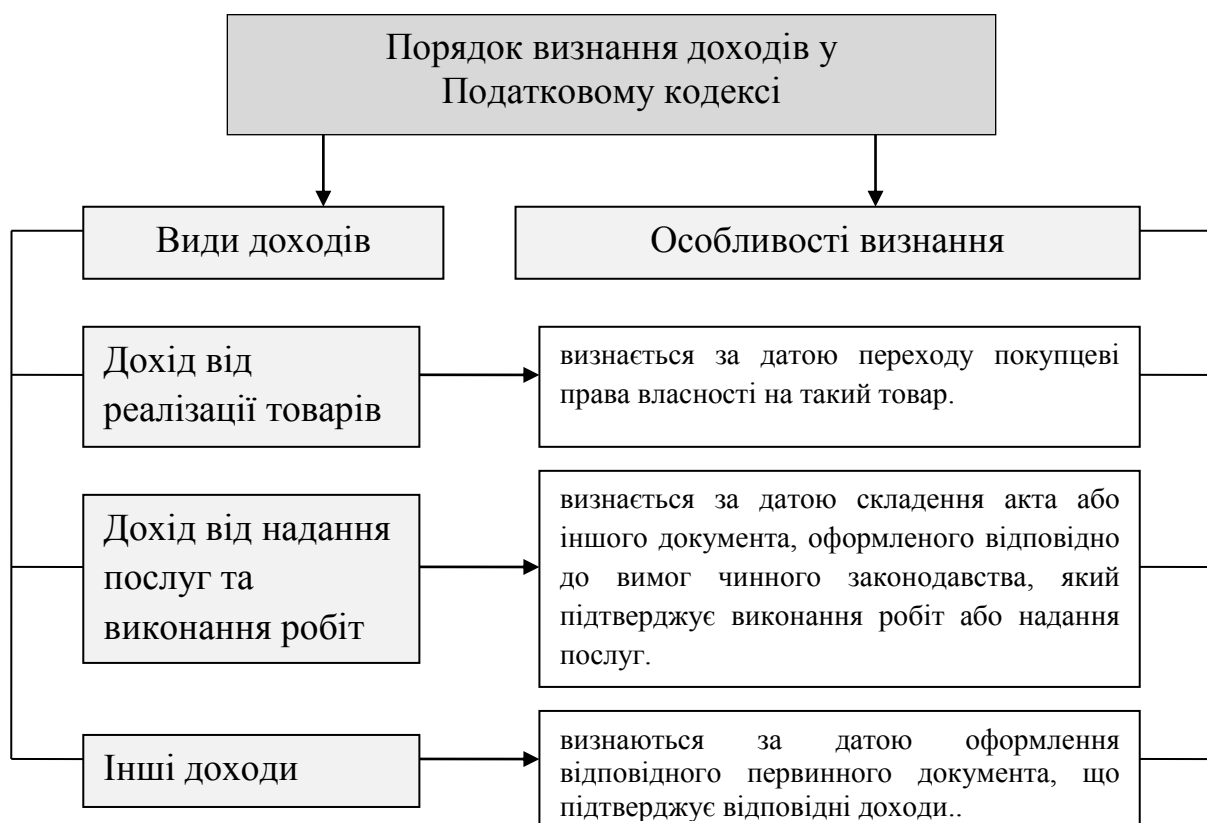 Порядок визнання доходів у
Податковому кодексі
Види доходів
Особливості визнання
Дохід від
реалізації товарів
визнається за датою переходу покупцеві
права власності на такий товар.
Дохід від надання
послуг та
виконання робіт
визнається за датою складення акта або
іншого документа, оформленого відповідно
до вимог чинного законодавства, який
підтверджує виконання робіт або надання
послуг.
Інші доходи
визнаються за датою оформлення
відповідного первинного документа, що
підтверджує відповідні доходи..